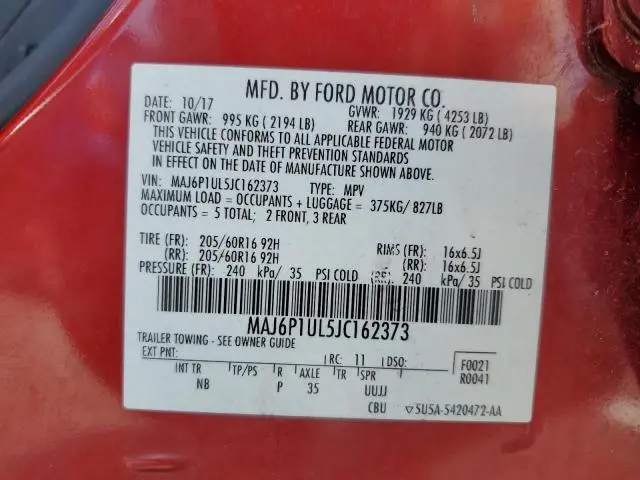 MFD. BY FORD MOTOR CO.
DATE: 10/17 GVWR: 1929 KG ( 4253 LB)
FRONT GAWR: 995 KG ( 2194 LB) REAR GAWR: 940 KG ( 2072 LB)
THIS VEHICLE CONFORMS TO ALL APPLICABLE FEDERAL MOTOR
VEHICLE SAFETY AND THEFT PREVENTION STANDARDS
IN EFFECT ON THE DATE OF MANUFACTURE SHOWN ABOVE.
VIN: MAJ6P1UL5JC162373 TYPE: MPV
MAXIMUM LOAD = OCCUPANTS + LUGGAGE = 375KG/ 827LB
OCCUPANTS = 5 TOTAL; 2 FRONT, 3 REAR
TIRE (FR): 205/60R16 92H RIMS (FR): 16x6.5J
(RR): 205/60R16 92H (RR): 16x6.5J
PRESSURE (FR): 240 kPa/ 35 PSI COLD (RR): 240 kPa/ 35 PSI COLD
MAJ6P1UL5JC162373
TRAILER TOWING - SEE OWNER GUIDE
EXT PNT: RC: 11 DSO: F0021
R0041
INT TR TP/PS R AXLE TR SPR
NB P 35 UUJJ
CBU ▽5U5A-5420472-AA